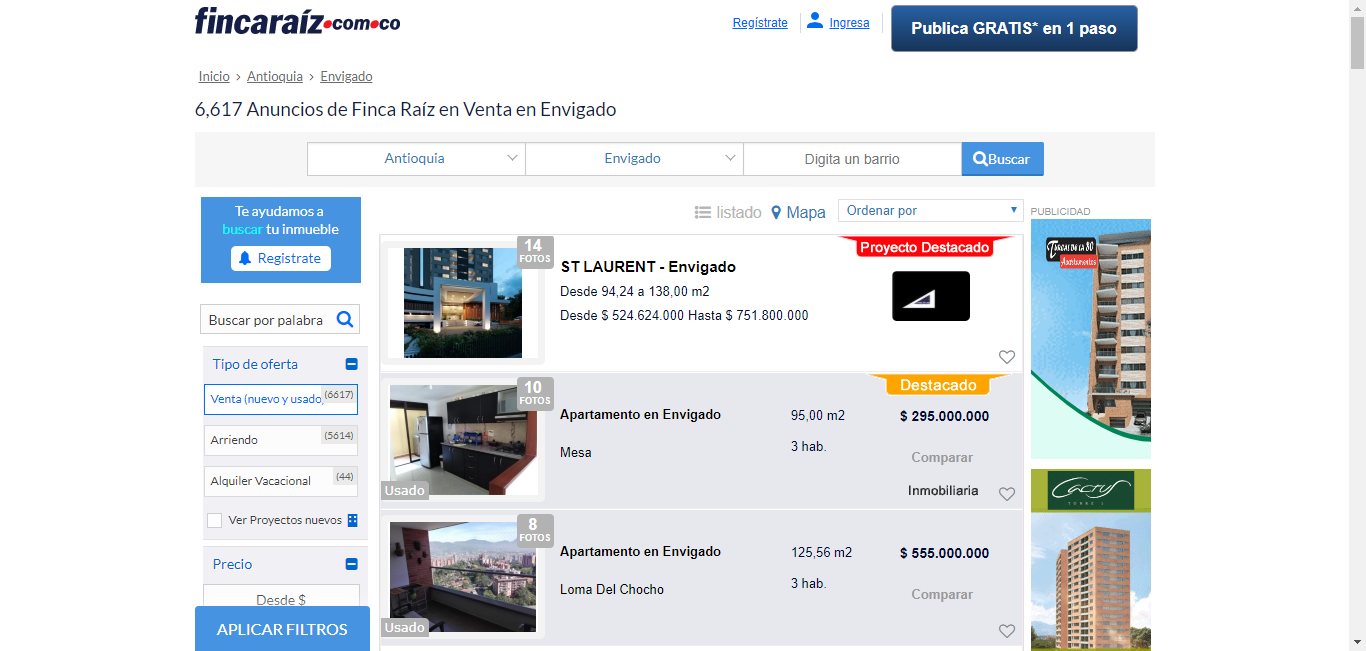 fincaraíz.com.co
Regístrate
Ingresa
Publica GRATIS* en 1 paso
Inicio › Antioquia › Envigado
6,617 Anuncios de Finca Raíz en Venta en Envigado
Antioquia
Envigado
Digita un barrio
Buscar
Te ayudamos a
buscar tu inmueble
Registrate
Buscar por palabra
Tipo de oferta
Venta (nuevo y usado)
(6617)
Arriendo
(5614)
Alquiler Vacacional
(44)
Ver Proyectos nuevos
Precio
Desde $
APLICAR FILTROS
listado
Mapa
Ordenar por
14
FOTOS
ST LAURENT - Envigado
Desde 94,24 a 138,00 m2
Desde $ 524.624.000 Hasta $ 751.800.000
Proyecto Destacado
10
FOTOS
Usado
Apartamento en Envigado
Mesa
95,00 m2
3 hab.
Destacado
$ 295.000.000
Comparar
Inmobiliaria
8
FOTOS
Usado
Apartamento en Envigado
Loma Del Chocho
125,56 m2
3 hab.
$ 555.000.000
Comparar
PUBLICIDAD
DE LA 80
Apartamentos
Cactus